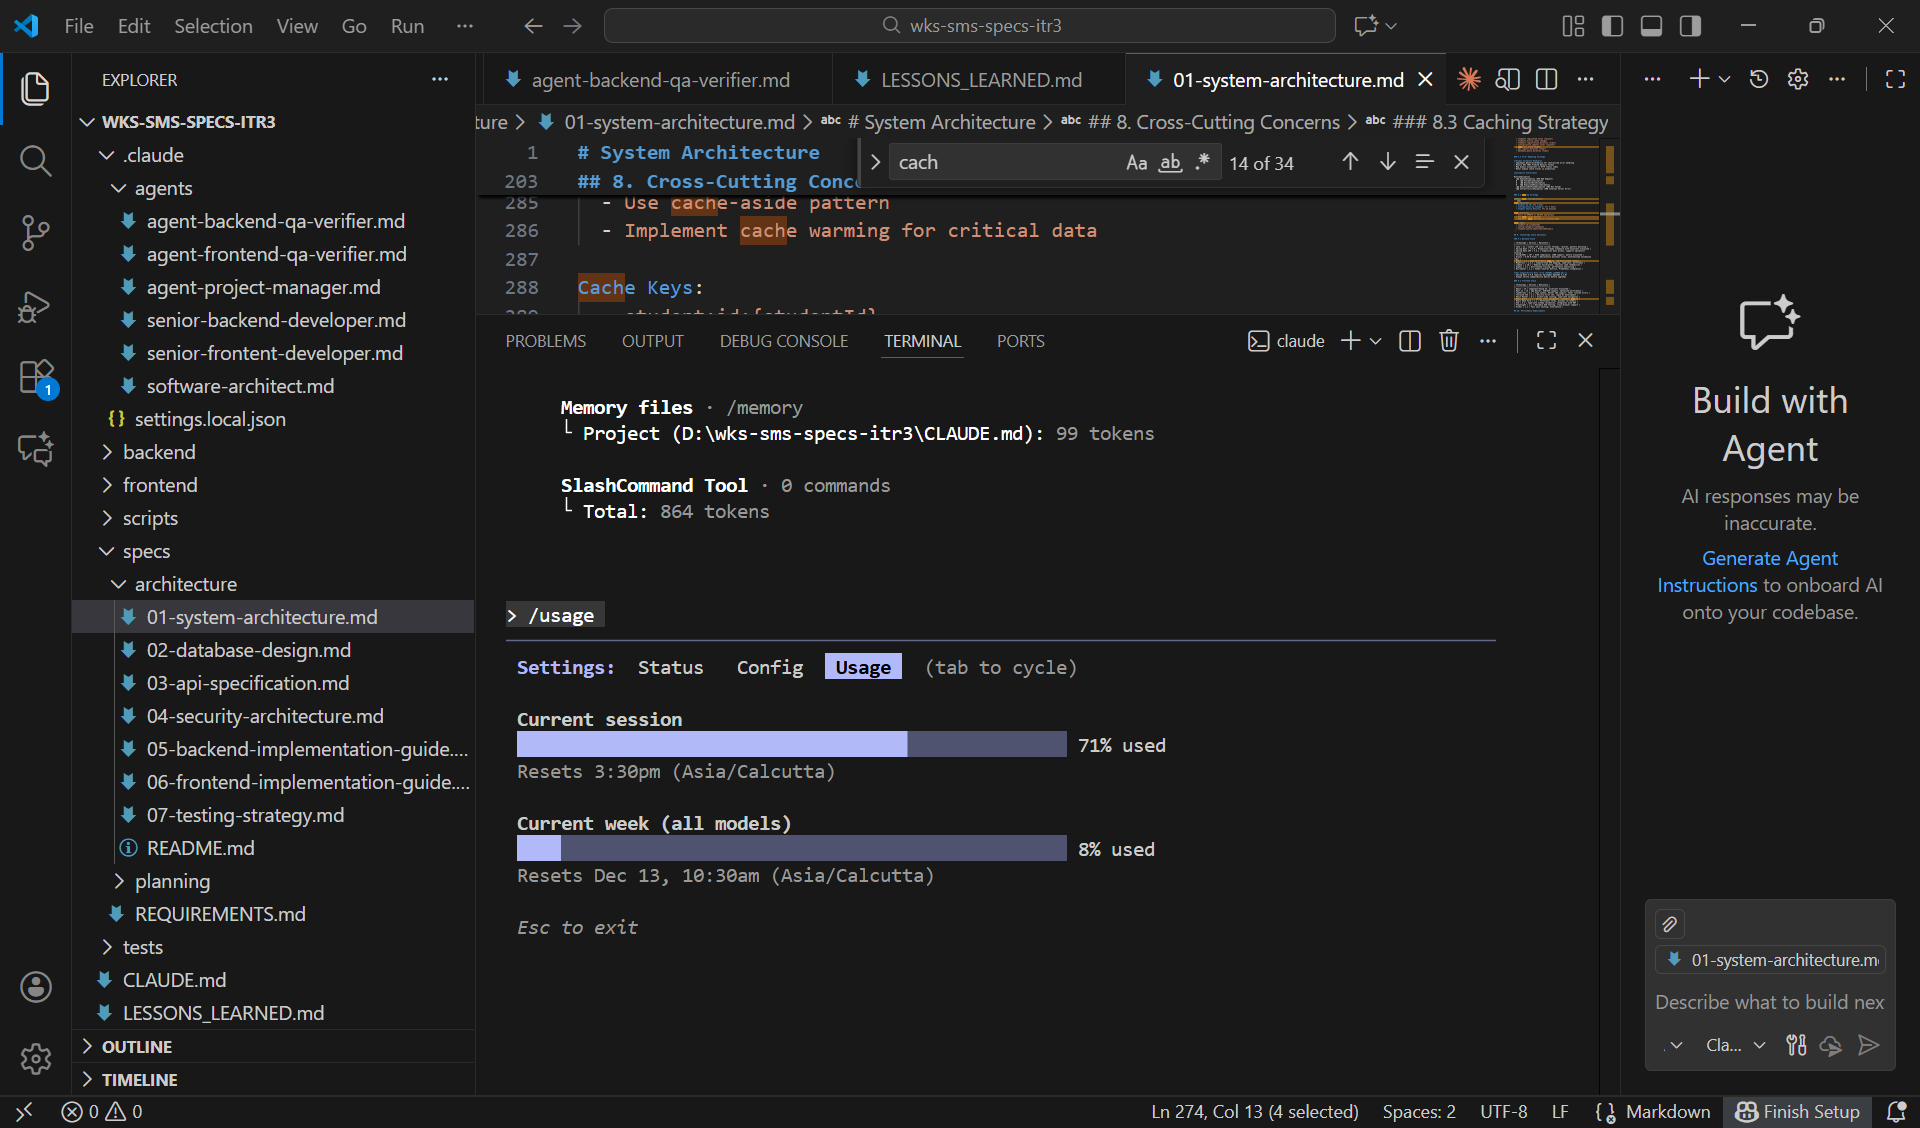 File Edit Selection View Go Run ···
wks-sms-specs-itr3
EXPLORER
WKS-SMS-SPECS-ITR3
.claude
agents
agent-backend-qa-verifier.md
agent-frontend-qa-verifier.md
agent-project-manager.md
senior-backend-developer.md
senior-frontent-developer.md
software-architect.md
{} settings.local.json
backend
frontend
scripts
specs
architecture
01-system-architecture.md
02-database-design.md
03-api-specification.md
04-security-architecture.md
05-backend-implementation-guide....
06-frontend-implementation-guide....
07-testing-strategy.md
README.md
planning
REQUIREMENTS.md
tests
CLAUDE.md
LESSONS_LEARNED.md
OUTLINE
TIMELINE
1
agent-backend-qa-verifier.md LESSONS_LEARNED.md 01-system-architecture.md
ture > 01-system-architecture.md > abc # System Architecture > abc ## 8. Cross-Cutting Concerns > abc ### 8.3 Caching Strategy
cach Aa ab .* 14 of 34
1 # System Architecture
203 ## 8. Cross-Cutting Conc
285 - Use cache-aside pattern
286 - Implement cache warming for critical data
287
288 Cache Keys:
289 student:id:{studentId}
PROBLEMS OUTPUT DEBUG CONSOLE TERMINAL PORTS
claude
Memory files · /memory
└ Project (D:\wks-sms-specs-itr3\CLAUDE.md): 99 tokens
SlashCommand Tool · 0 commands
└ Total: 864 tokens
> /usage
Settings: Status Config Usage (tab to cycle)
Current session
71% used
Resets 3:30pm (Asia/Calcutta)
Current week (all models)
8% used
Resets Dec 13, 10:30am (Asia/Calcutta)
Esc to exit
Build with
Agent
AI responses may be
inaccurate.
Generate Agent
Instructions to onboard AI
onto your codebase.
01-system-architecture.m
Describe what to build nex
Cla...
0 0
Ln 274, Col 13 (4 selected) Spaces: 2 UTF-8 LF Markdown Finish Setup